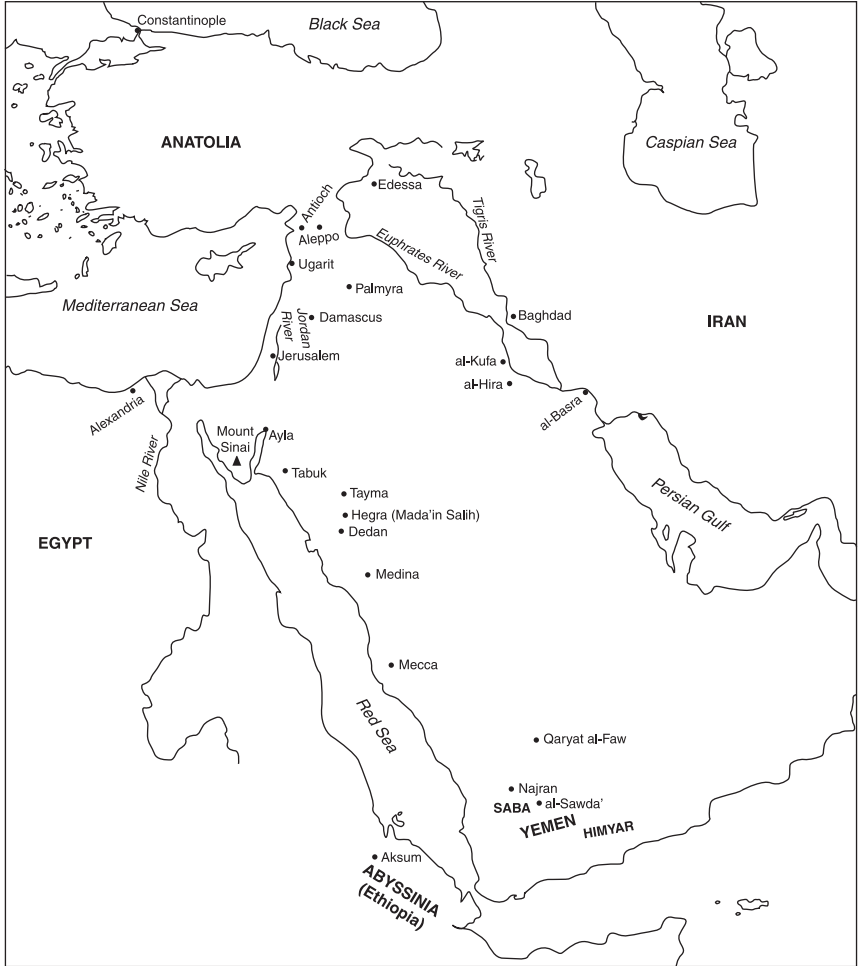 Constantinople
Black Sea
Caspian Sea
ANATOLIA
Edessa
Antioch
Aleppo
Tigris River
Euphrates River
Ugarit
Mediterranean Sea
Palmyra
Jordan
River
Damascus
Baghdad
IRAN
Jerusalem
al-Kufa
al-Hira
Alexandria
al-Basra
Nile River
Mount
Sinai
Ayla
Tabuk
Tayma
Persian Gulf
Hegra (Mada'in Salih)
Dedan
EGYPT
Medina
Mecca
Red Sea
Qaryat al-Faw
Najran
SABA
al-Sawda’
YEMEN
HIMYAR
Aksum
ABYSSINIA
(Ethiopia)